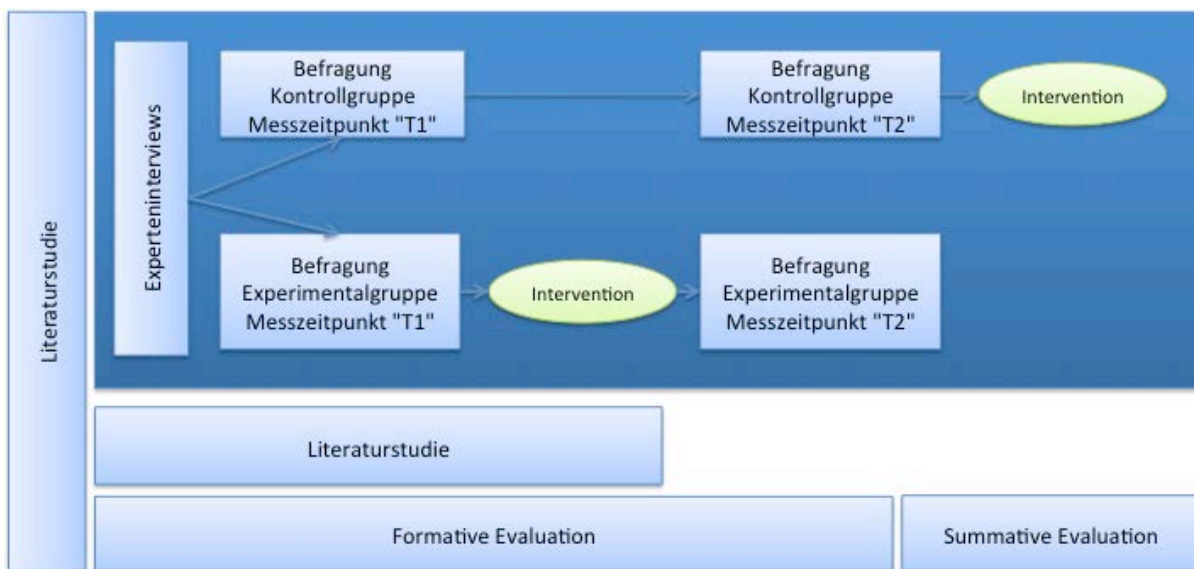 Literaturstudie
Experteninterviews
Befragung
Kontrollgruppe
Messzeitpunkt "T1"
Befragung
Kontrollgruppe
Messzeitpunkt "T2"
Intervention
Befragung
Experimentalgruppe
Messzeitpunkt "T1"
Intervention
Befragung
Experimentalgruppe
Messzeitpunkt "T2"
Literaturstudie
Formative Evaluation
Summative Evaluation